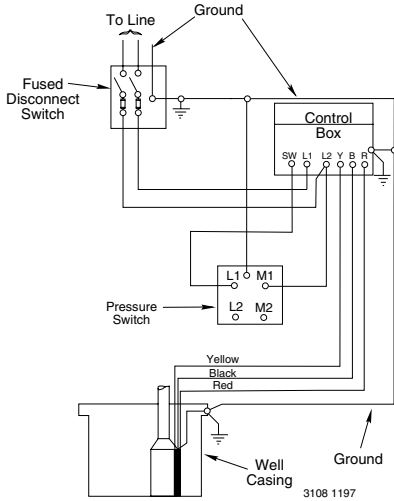 To Line
Ground
Fused
Disconnect
Switch
Control
Box
SW L1 L2 Y B R
L1 M1
L2 M2
Pressure
Switch
Yellow
Black
Red
Well
Casing
Ground
3108 1197